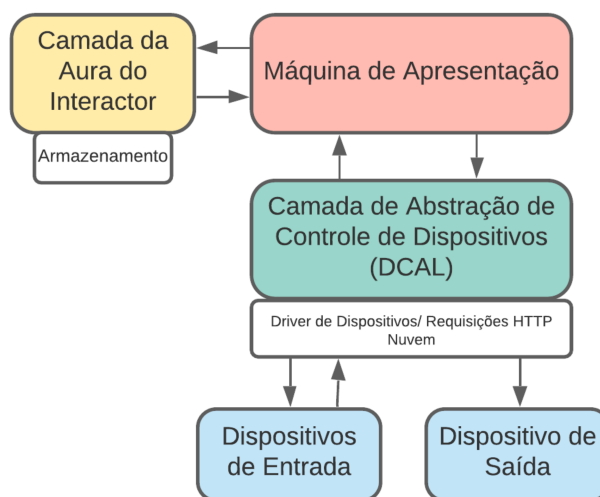 Camada da
Aura do
Interactor
Máquina de Apresentação
Armazenamento
Camada de Abstração de
Controle de Dispositivos
(DCAL)
Driver de Dispositivos/ Requisições HTTP
Nuvem
Dispositivos
de Entrada
Dispositivo de
Saída